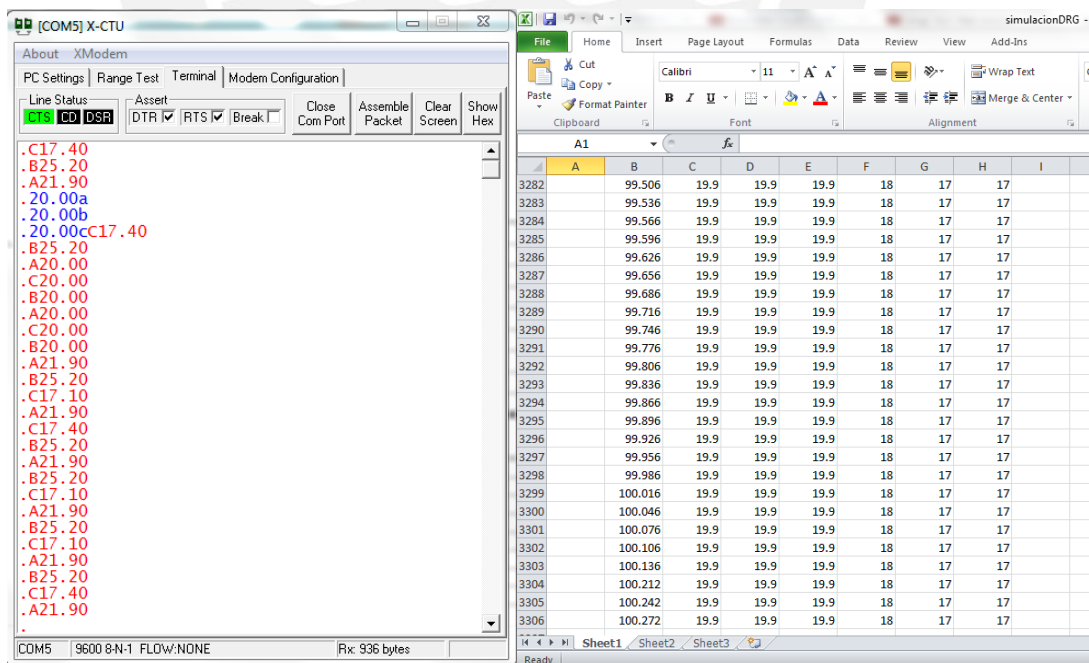 [COM5] X-CTU
About XModem
PC Settings Range Test Terminal Modem Configuration
Line Status Assert
CTS CD DSR DTR RTS Break
Close Com Port
Assemble Packet
Clear Screen
Show Hex
.C17.40
.B25.20
.A21.90
.20.00a
.20.00b
.20.00cC17.40
.B25.20
.A20.00
.C20.00
.B20.00
.A20.00
.C20.00
.B20.00
.A21.90
.B25.20
.C17.10
.A21.90
.C17.40
.B25.20
.A21.90
.B25.20
.C17.10
.A21.90
.B25.20
.C17.10
.A21.90
.B25.20
.C17.40
.A21.90
.
COM5 9600 8-N-1 FLOW:NONE Rx: 936 bytes
simulacionDRG -
File Home Insert Page Layout Formulas Data Review View Add-Ins
Paste
Cut
Copy
Format Painter
Calibri 11 A A
B I U A
Wrap Text
Merge & Center
Clipboard Font Alignment
A1 fx
A B C D E F G H I
3282 99.506 19.9 19.9 19.9 18 17 17
3283 99.536 19.9 19.9 19.9 18 17 17
3284 99.566 19.9 19.9 19.9 18 17 17
3285 99.596 19.9 19.9 19.9 18 17 17
3286 99.626 19.9 19.9 19.9 18 17 17
3287 99.656 19.9 19.9 19.9 18 17 17
3288 99.686 19.9 19.9 19.9 18 17 17
3289 99.716 19.9 19.9 19.9 18 17 17
3290 99.746 19.9 19.9 19.9 18 17 17
3291 99.776 19.9 19.9 19.9 18 17 17
3292 99.806 19.9 19.9 19.9 18 17 17
3293 99.836 19.9 19.9 19.9 18 17 17
3294 99.866 19.9 19.9 19.9 18 17 17
3295 99.896 19.9 19.9 19.9 18 17 17
3296 99.926 19.9 19.9 19.9 18 17 17
3297 99.956 19.9 19.9 19.9 18 17 17
3298 99.986 19.9 19.9 19.9 18 17 17
3299 100.016 19.9 19.9 19.9 18 17 17
3300 100.046 19.9 19.9 19.9 18 17 17
3301 100.076 19.9 19.9 19.9 18 17 17
3302 100.106 19.9 19.9 19.9 18 17 17
3303 100.136 19.9 19.9 19.9 18 17 17
3304 100.212 19.9 19.9 19.9 18 17 17
3305 100.242 19.9 19.9 19.9 18 17 17
3306 100.272 19.9 19.9 19.9 18 17 17
Sheet1 Sheet2 Sheet3
Ready